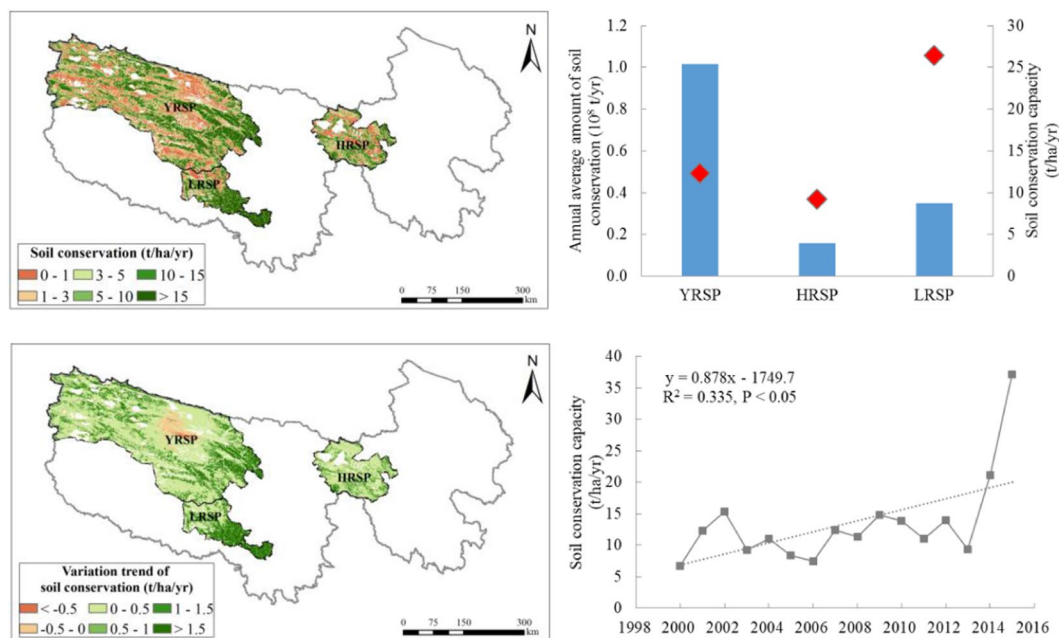 N
YRSP
HRSP
LRSP
Soil conservation (t/ha/yr)
0 - 1 3 - 5 10 - 15
1 - 3 5 - 10 > 15
0 75 150 300
km
Annual average amount of soil
conservation (10⁸ t/yr)
1.2
1.0
0.8
0.6
0.4
0.2
0.0
30
25
20
15
10
5
0
Soil conservation capacity
(t/ha/yr)
YRSP HRSP LRSP
N
YRSP
HRSP
LRSP
Variation trend of
soil conservation (t/ha/yr)
< -0.5 0 - 0.5 1 - 1.5
-0.5 - 0 0.5 - 1 > 1.5
0 75 150 300
km
Soil conservation capacity
(t/ha/yr)
40
35
30
25
20
15
10
5
0
y = 0.878x - 1749.7
R² = 0.335, P < 0.05
1998 2000 2002 2004 2006 2008 2010 2012 2014 2016